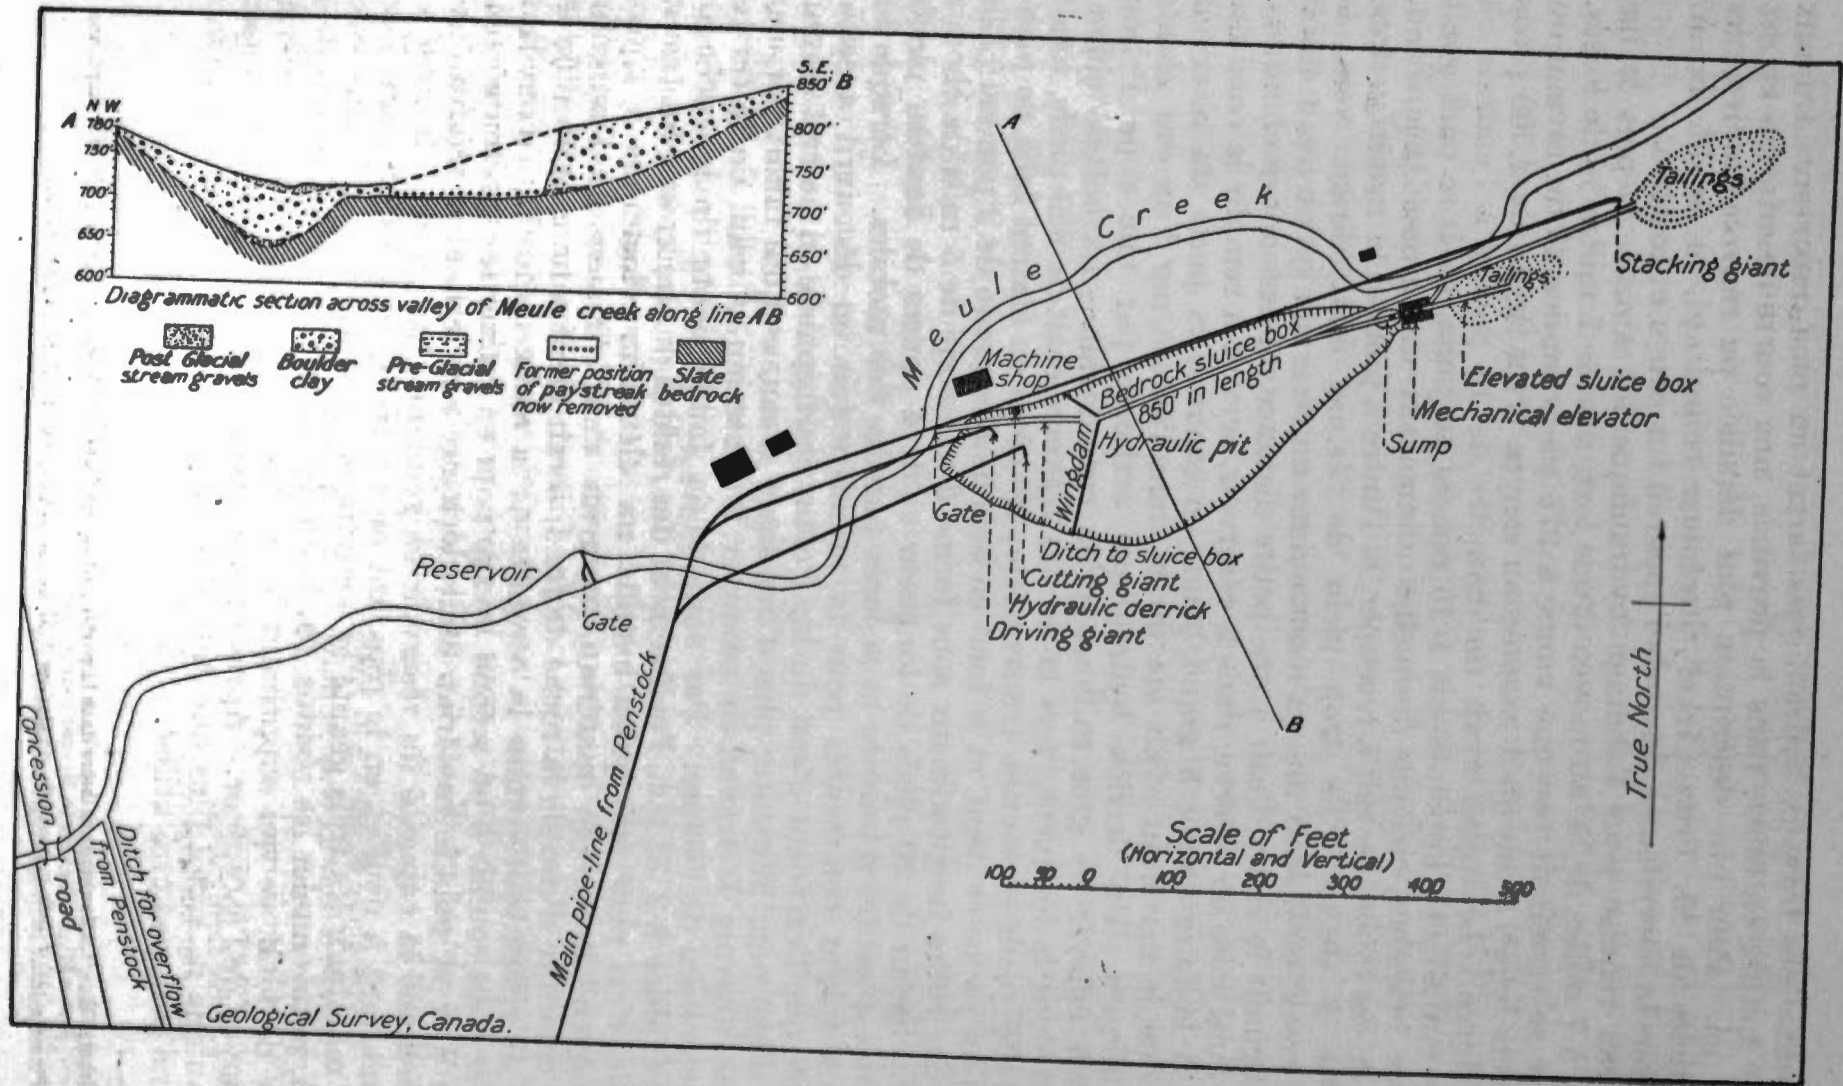 N.W.
A 780'
750'
700'
650'
600'
S.E.
850' B
800'
750'
700'
650'
600'
Diagrammatic section across valley of Meule creek along line AB
Post Glacial
stream gravels
Boulder
clay
Pre-Glacial
stream gravels
Former position
of paystreak
now removed
Slate
bedrock
A
Meule Creek
Tailings
Stacking giant
Tailings
Machine
shop
Bedrock sluice box
850' in length
Elevated sluice box
Mechanical elevator
Sump
Hydraulic pit
Wingdam
Gate
Ditch to sluice box
Cutting giant
Hydraulic derrick
Driving giant
Reservoir
Gate
B
True North
Main pipe-line from Penstock
Concession
road
Ditch for overflow
from Penstock
Scale of Feet
(Horizontal and Vertical)
100 50 0 100 200 300 400 500
Geological Survey, Canada.